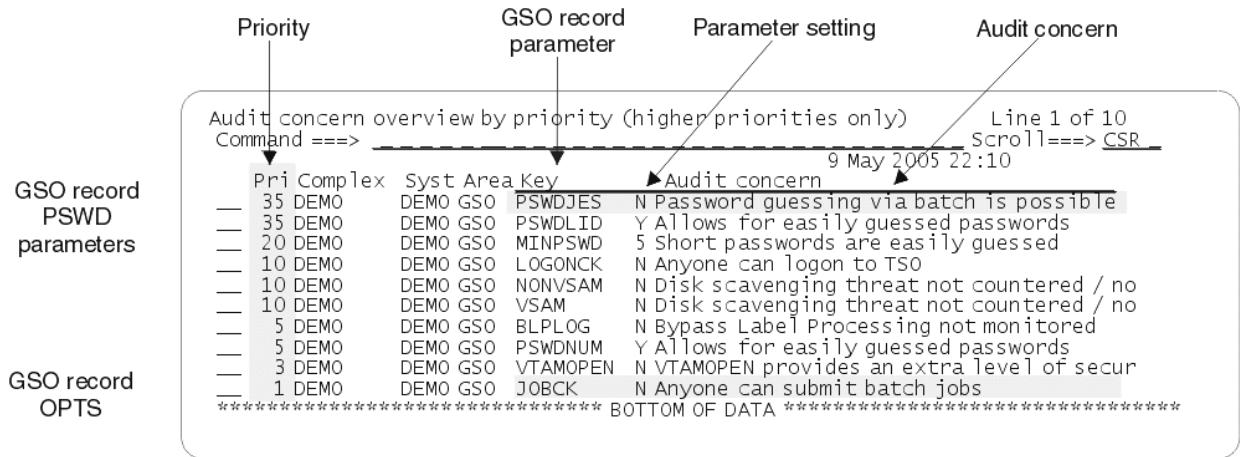 Priority
GSO record
parameter
Parameter setting
Audit concern
Audit concern overview by priority (higher priorities only) Line 1 of 10
Command ===> Scroll===> CSR
9 May 2005 22:10
Pri Complex Syst Area Key Audit concern
35 DEMO DEMO GSO PSWDJES N Password guessing via batch is possible
35 DEMO DEMO GSO PSWDLID Y Allows for easily guessed passwords
20 DEMO DEMO GSO MINPSWD 5 Short passwords are easily guessed
10 DEMO DEMO GSO LOGONCK N Anyone can logon to TSO
10 DEMO DEMO GSO NONVSAM N Disk scavenging threat not countered / no
10 DEMO DEMO GSO VSAM N Disk scavenging threat not countered / no
5 DEMO DEMO GSO BLPLOG N Bypass Label Processing not monitored
5 DEMO DEMO GSO PSWDNUM Y Allows for easily guessed passwords
3 DEMO DEMO GSO VTAMOPEN N VTAMOPEN provides an extra level of secur
1 DEMO DEMO GSO JOBCK N Anyone can submit batch jobs
******************************** BOTTOM OF DATA *********************************
GSO record
PSWD
parameters
GSO record
OPTS